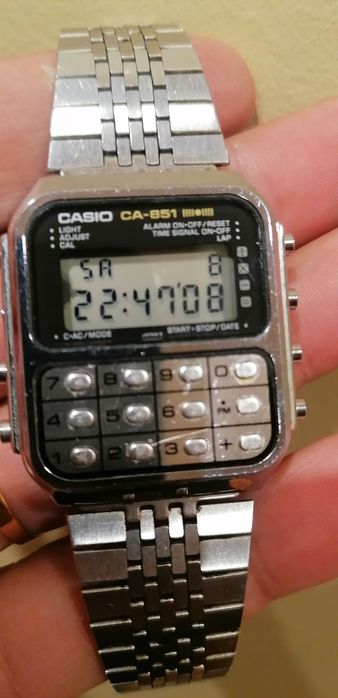 CASIO CA-851
LIGHT ALARM ON•OFF/RESET
ADJUST TIME SIGNAL ON•OFF
CAL LAP
SA 8
22:47'08
C•AC/MODE START•STOP/DATE
7 8 9 0
4 5 6 • PM
1 2 3 +